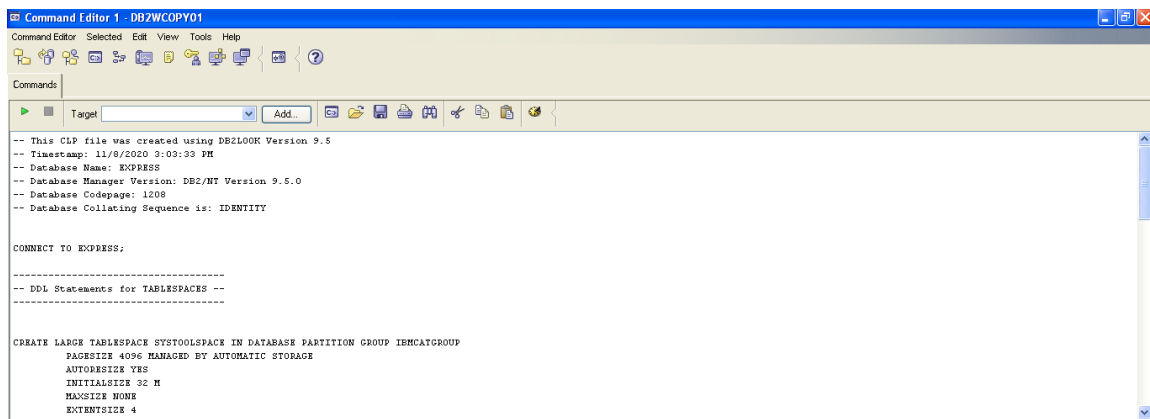 Command Editor 1 - DB2WCOPY01
Command Editor Selected Edit View Tools Help
Commands
Target Add...
-- This CLP file was created using DB2LOOK Version 9.5
-- Timestamp: 11/8/2020 3:03:33 PM
-- Database Name: EXPRESS
-- Database Manager Version: DB2/NT Version 9.5.0
-- Database Codepage: 1208
-- Database Collating Sequence is: IDENTITY
CONNECT TO EXPRESS;
------------------------------------
-- DDL Statements for TABLESPACES --
------------------------------------
CREATE LARGE TABLESPACE SYSTOOLSPACE IN DATABASE PARTITION GROUP IBMCATGROUP
PAGESIZE 4096 MANAGED BY AUTOMATIC STORAGE
AUTORESIZE YES
INITIALSIZE 32 M
MAXSIZE NONE
EXTENTSIZE 4